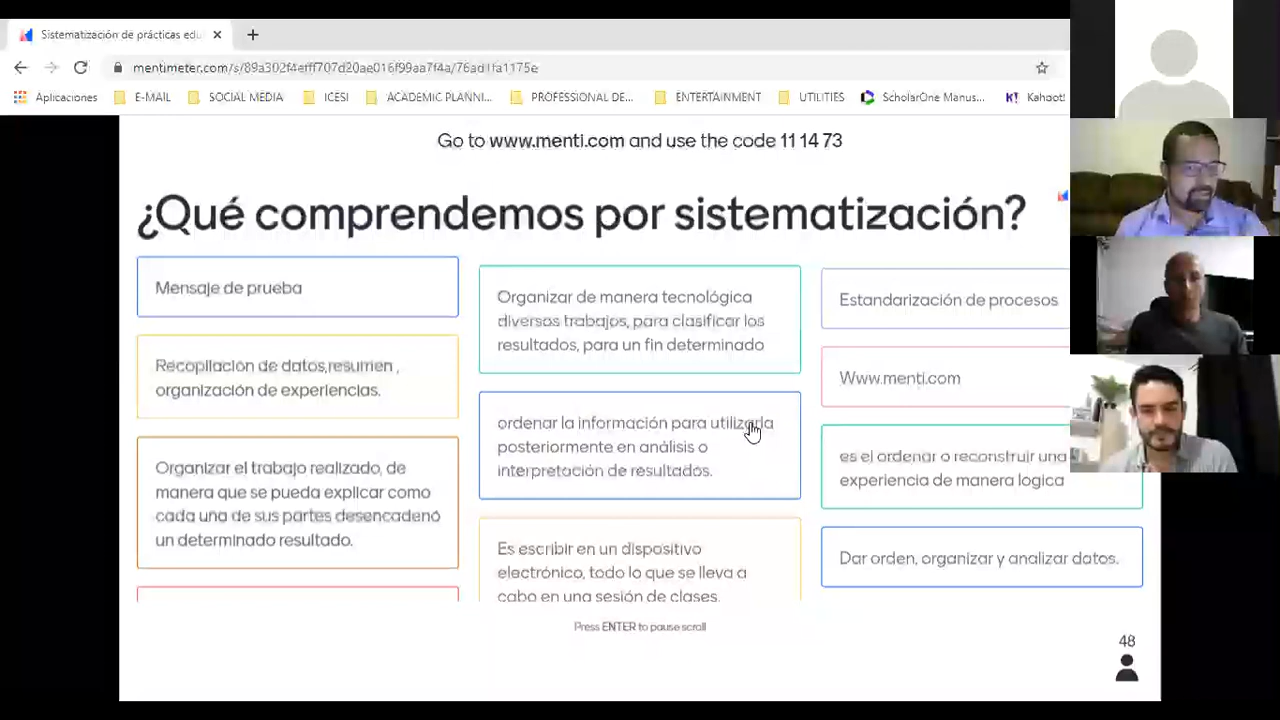 Sistematización de prácticas edu
mentimeter.com/s/
Aplicaciones
E-MAIL
SOCIAL MEDIA
ICESI
ACADEMIC PLANNI...
PROFESSIONAL DE...
ENTERTAINMENT
UTILITIES
ScholarOne Manus...
Kahoot!
Go to www.menti.com and use the code 11 14 73
¿Qué comprendemos por sistematización?
Mensaje de prueba
Recopilación de datos,resumen ,
organización de experiencias.
Organizar el trabajo realizado, de
manera que se pueda explicar como
cada una de sus partes desencadenó
un determinado resultado.
Organizar de manera tecnológica
diversos trabajos, para clasificar los
resultados, para un fin determinado
ordenar la información para utilizarla
posteriormente en análisis o
interpretación de resultados.
Es escribir en un dispositivo
electrónico, todo lo que se lleva a
cabo en una sesión de clases.
Estandarización de procesos
Www.menti.com
es el ordenar o reconstruir una
experiencia de manera logica
Dar orden, organizar y analizar datos.
Press ENTER to pause scroll
48